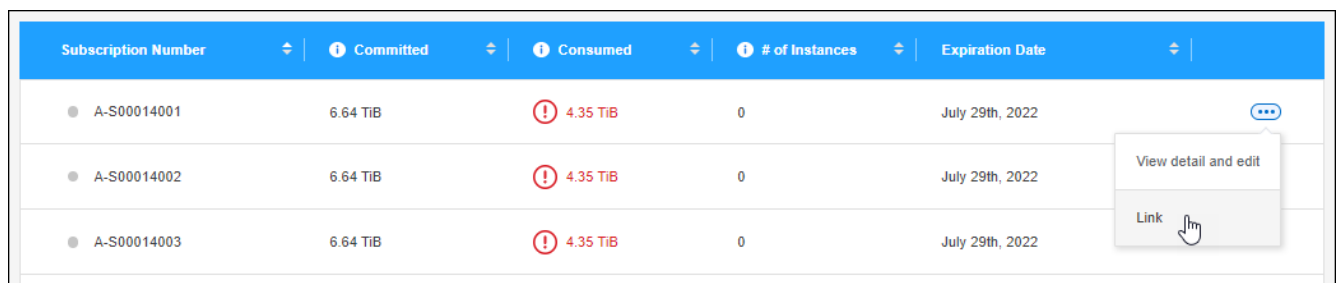 Subscription Number Committed Consumed # of Instances Expiration Date
A-S00014001 6.64 TiB 4.35 TiB 0 July 29th, 2022
View detail and edit
A-S00014002 6.64 TiB 4.35 TiB 0 July 29th, 2022
Link
A-S00014003 6.64 TiB 4.35 TiB 0 July 29th, 2022